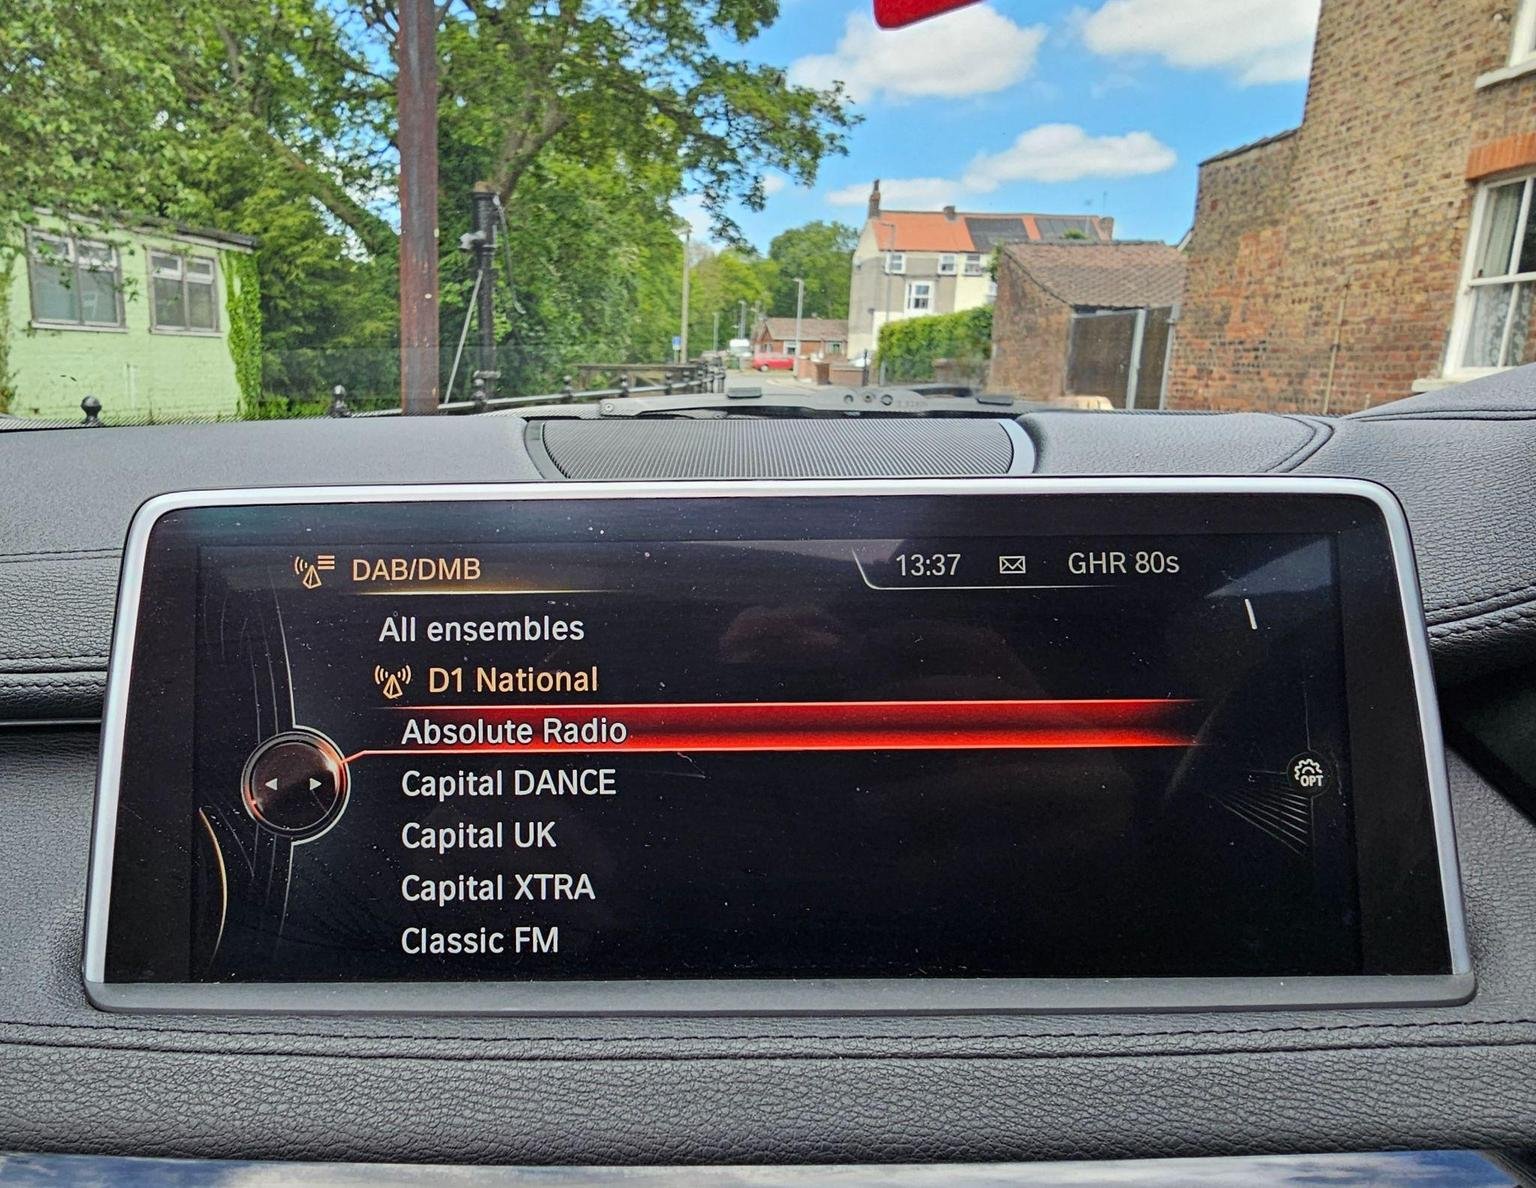 DAB/DMB
13:37 GHR 80s
All ensembles
D1 National
Absolute Radio
Capital DANCE
Capital UK
Capital XTRA
Classic FM
OPT